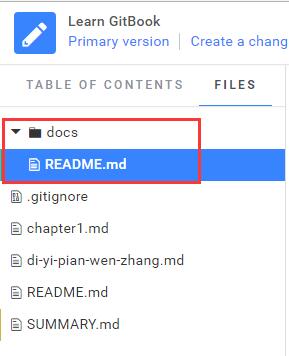 Learn GitBook
Primary version
Create a chang
TABLE OF CONTENTS FILES
docs
README.md
.gitignore
chapter1.md
di-yi-pian-wen-zhang.md
README.md
SUMMARY.md